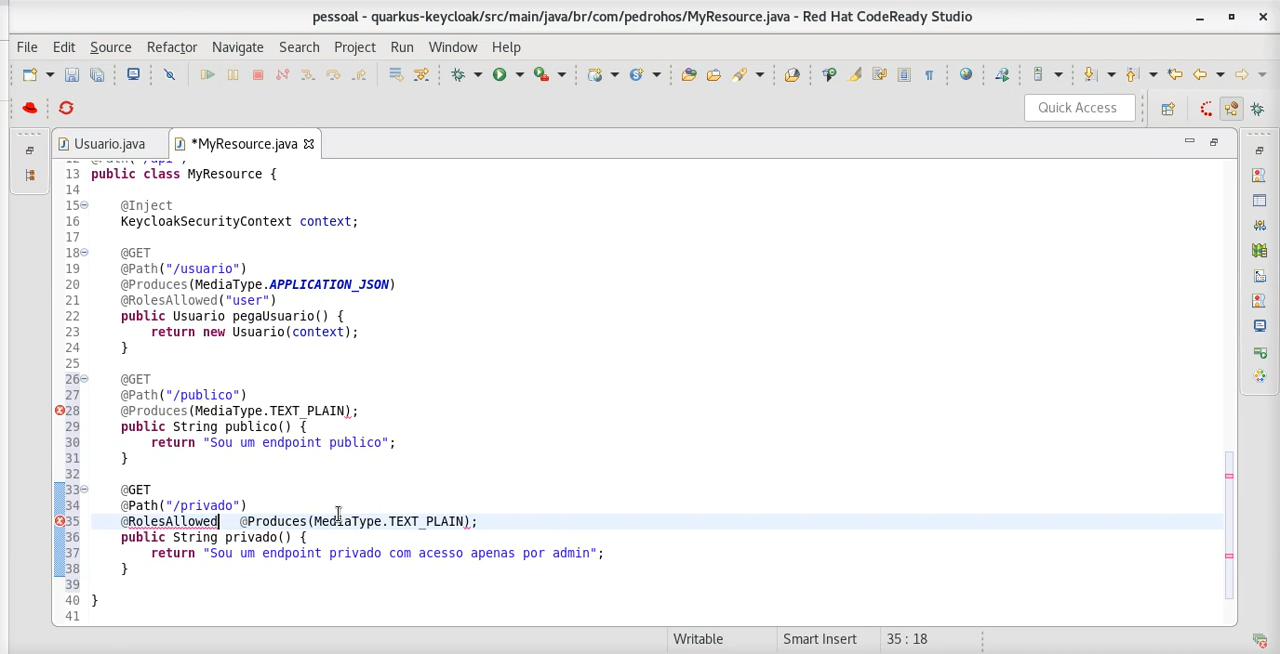 pessoal - quarkus-keycloak/src/main/java/br/com/pedrohos/MyResource.java - Red Hat CodeReady Studio
File Edit Source Refactor Navigate Search Project Run Window Help
Quick Access
Usuario.java *MyResource.java
12 @Path("/api")
13 public class MyResource {
14
15 @Inject
16 KeycloakSecurityContext context;
17
18 @GET
19 @Path("/usuario")
20 @Produces(MediaType.APPLICATION_JSON)
21 @RolesAllowed("user")
22 public Usuario pegaUsuario() {
23 return new Usuario(context);
24 }
25
26 @GET
27 @Path("/publico")
28 @Produces(MediaType.TEXT_PLAIN);
29 public String publico() {
30 return "Sou um endpoint publico";
31 }
32
33 @GET
34 @Path("/privado")
35 @RolesAllowed @Produces(MediaType.TEXT_PLAIN);
36 public String privado() {
37 return "Sou um endpoint privado com acesso apenas por admin";
38 }
39
40 }
41
Writable Smart Insert 35 : 18